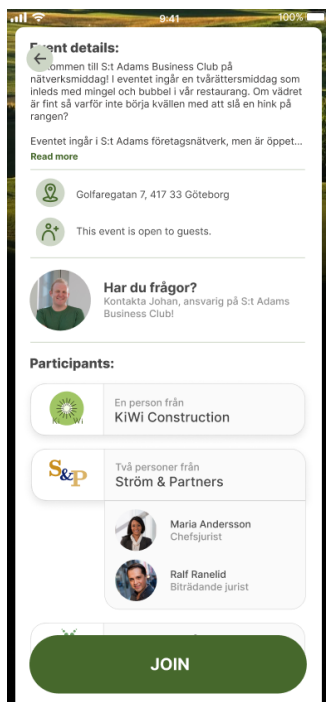 9:41
100%
Event details:
kommen till S:t Adams Business Club på
nätverksmiddag! I eventet ingår en tvårättersmiddag som
inleds med mingel och bubbel i vår restaurang. Om vädret
är fint så varför inte börja kvällen med att slå en hink på
rangen?
Eventet ingår i S:t Adams företagsnätverk, men är öppet...
Read more
Golfaregatan 7, 417 33 Göteborg
This event is open to guests.
Har du frågor?
Kontakta Johan, ansvarig på S:t Adams
Business Club!
Participants:
Ki Wi
En person från
KiWi Construction
S&P
Två personer från
Ström & Partners
Maria Andersson
Chefsjurist
Ralf Ranelid
Biträdande jurist
JOIN